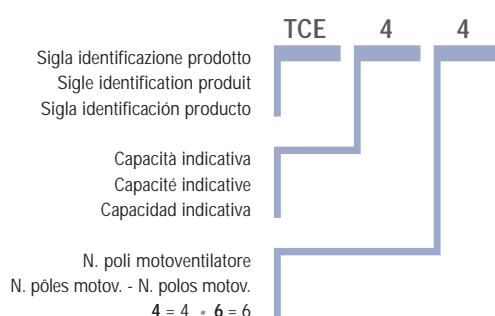 TCE 4 4
Sigla identificazione prodotto
Sigle identification produit
Sigla identificación producto
Capacità indicativa
Capacité indicative
Capacidad indicativa
N. poli motoventilatore
N. pôles motov. - N. polos motov.
4 = 4 • 6 = 6